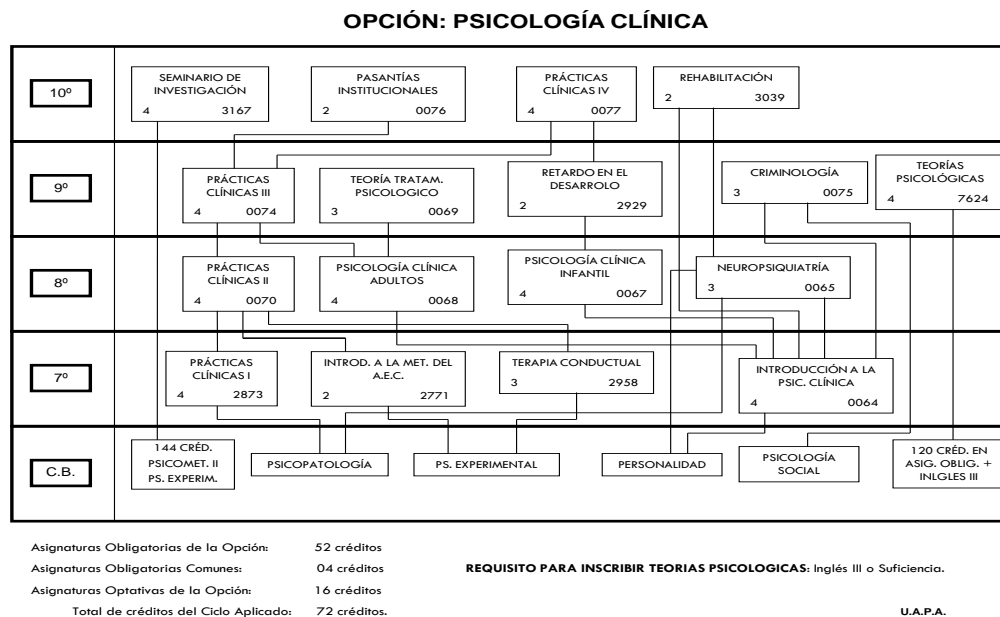 OPCIÓN: PSICOLOGÍA CLÍNICA
10º
SEMINARIO DE
INVESTIGACIÓN
4 3167
PASANTÍAS
INSTITUCIONALES
2 0076
PRÁCTICAS
CLÍNICAS IV
4 0077
REHABILITACIÓN
2 3039
9º
PRÁCTICAS
CLÍNICAS III
4 0074
TEORÍA TRATAM.
PSICOLOGICO
3 0069
RETARDO EN EL
DESARROLO
2 2929
CRIMINOLOGÍA
3 0075
TEORÍAS
PSICOLÓGICAS
4 7624
8º
PRÁCTICAS
CLÍNICAS II
4 0070
PSICOLOGÍA CLÍNICA
ADULTOS
4 0068
PSICOLOGÍA CLÍNICA
INFANTIL
4 0067
NEUROPSIQUIATRÍA
3 0065
7º
PRÁCTICAS
CLÍNICAS I
4 2873
INTROD. A LA MET. DEL
A.E.C.
2 2771
TERAPIA CONDUCTUAL
3 2958
INTRODUCCIÓN A LA
PSIC. CLÍNICA
4 0064
C.B.
144 CRÉD.
PSICOMET. II
PS. EXPERIM.
PSICOPATOLOGÍA
PS. EXPERIMENTAL
PERSONALIDAD
PSICOLOGÍA
SOCIAL
120 CRÉD. EN
ASIG. OBLIG. +
INLGLES III
Asignaturas Obligatorias de la Opción: 52 créditos
Asignaturas Obligatorias Comunes: 04 créditos
REQUISITO PARA INSCRIBIR TEORIAS PSICOLOGICAS: Inglés III o Suficiencia.
Asignaturas Optativas de la Opción: 16 créditos
Total de créditos del Ciclo Aplicado: 72 créditos.
U.A.P.A.